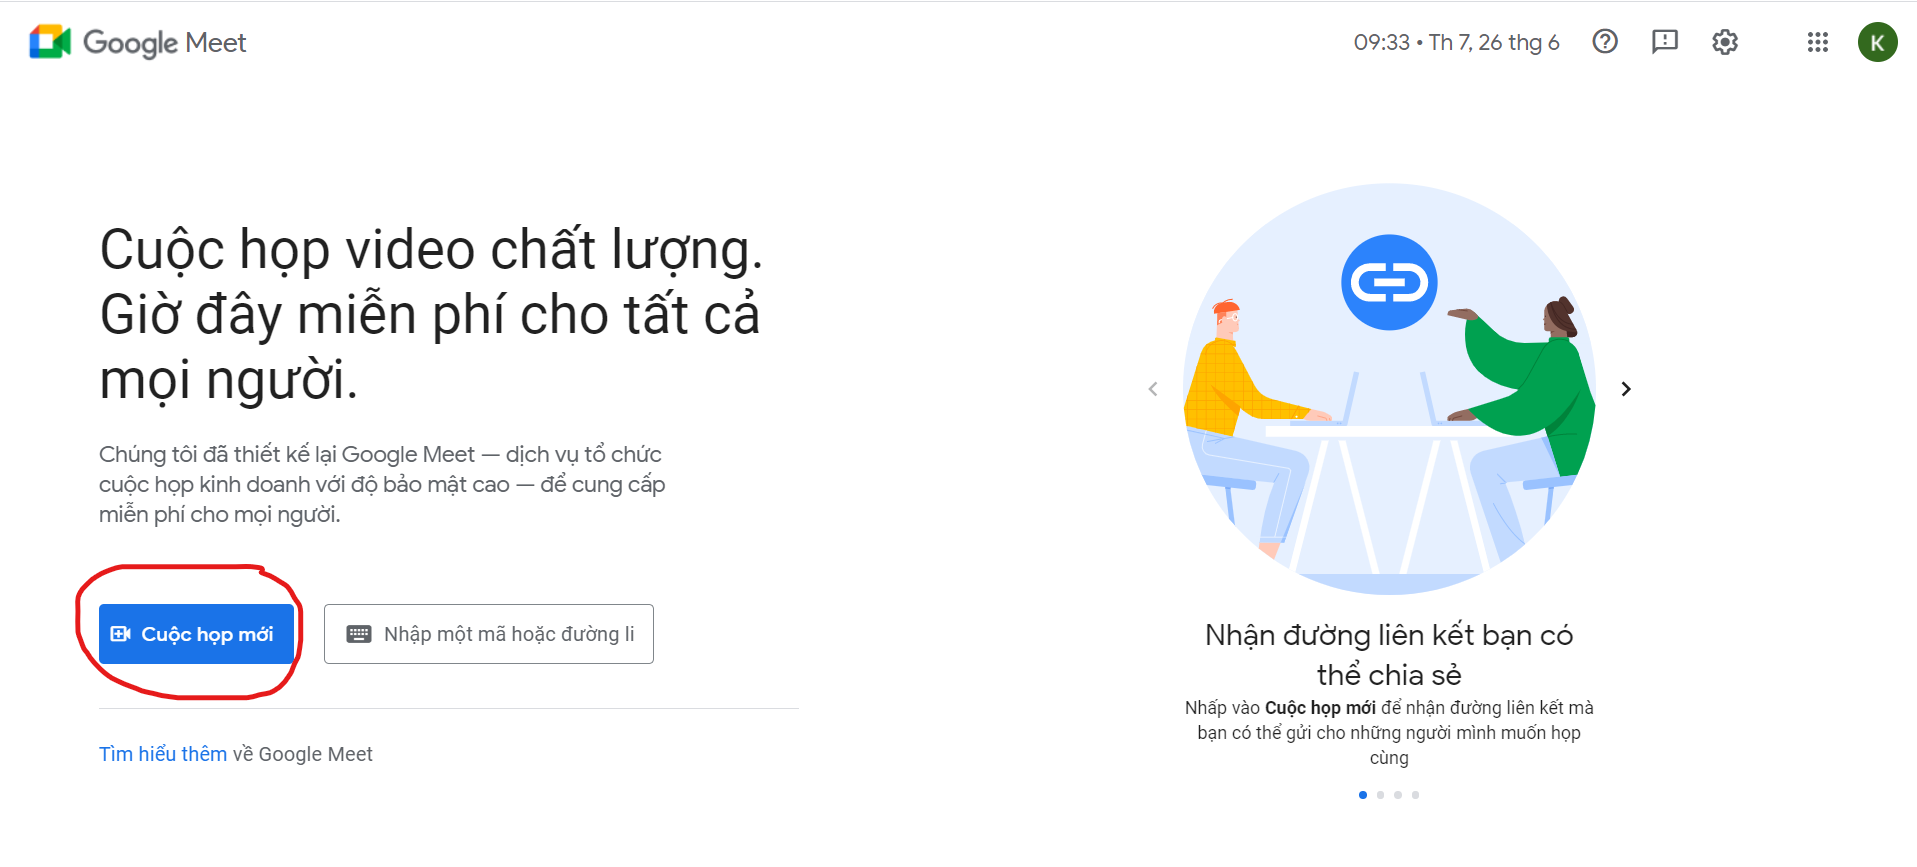 Google Meet
09:33 • Th 7, 26 thg 6
K
Cuộc họp video chất lượng.
Giờ đây miễn phí cho tất cả
mọi người.
Chúng tôi đã thiết kế lại Google Meet — dịch vụ tổ chức
cuộc họp kinh doanh với độ bảo mật cao — để cung cấp
miễn phí cho mọi người.
Cuộc họp mới
Nhập một mã hoặc đường li
Tìm hiểu thêm về Google Meet
Nhận đường liên kết bạn có
thể chia sẻ
Nhấp vào Cuộc họp mới để nhận đường liên kết mà
bạn có thể gửi cho những người mình muốn họp
cùng